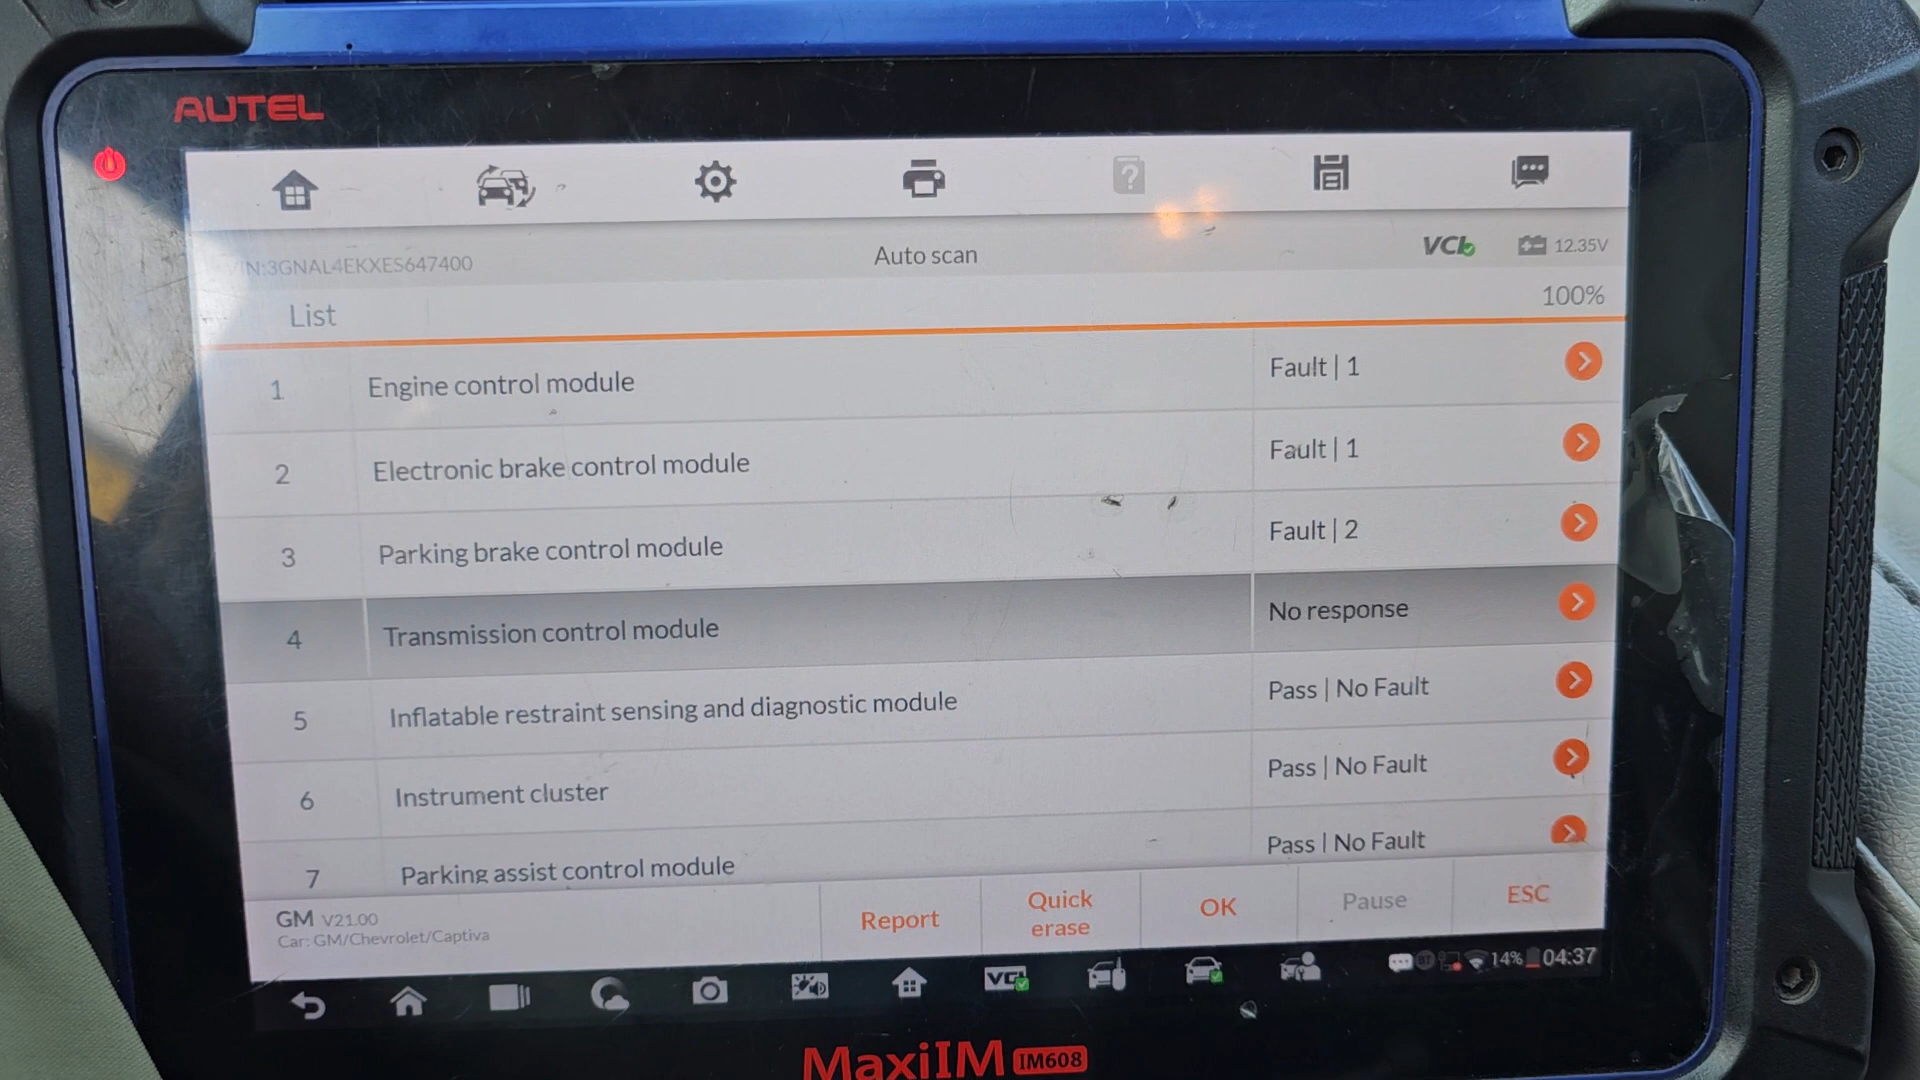 AUTEL
VIN:3GNAL4EKXES647400
Auto scan
VCI
12.35V
List
100%
1 Engine control module Fault | 1
2 Electronic brake control module Fault | 1
3 Parking brake control module Fault | 2
4 Transmission control module No response
5 Inflatable restraint sensing and diagnostic module Pass | No Fault
6 Instrument cluster Pass | No Fault
7 Parking assist control module Pass | No Fault
GM V21.00
Car: GM/Chevrolet/Captiva
Report
Quick
erase
OK
Pause
ESC
VCI
BT
14% 04:37
MaxiIM IM608